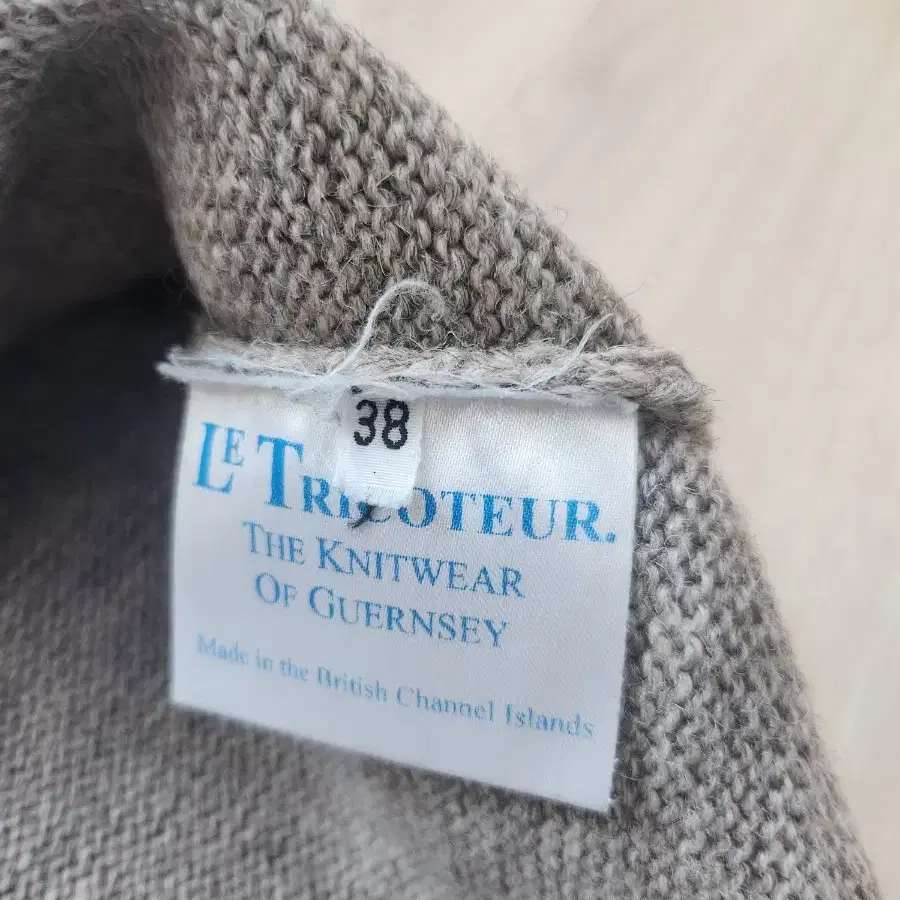 38
LE TRICOTEUR.
THE KNITWEAR
OF GUERNSEY
Made in the British Channel Islands